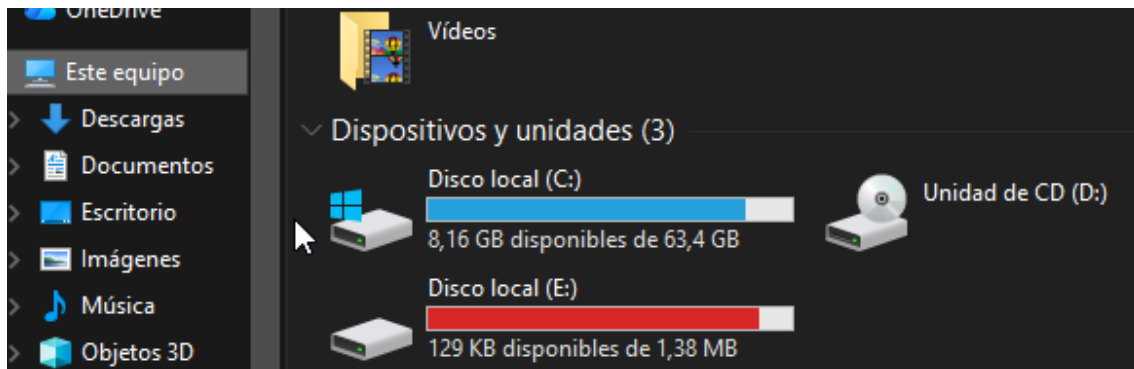 OneDrive
Este equipo
Descargas
Documentos
Escritorio
Imágenes
Música
Objetos 3D
Vídeos
Dispositivos y unidades (3)
Disco local (C:)
8,16 GB disponibles de 63,4 GB
Unidad de CD (D:)
Disco local (E:)
129 KB disponibles de 1,38 MB